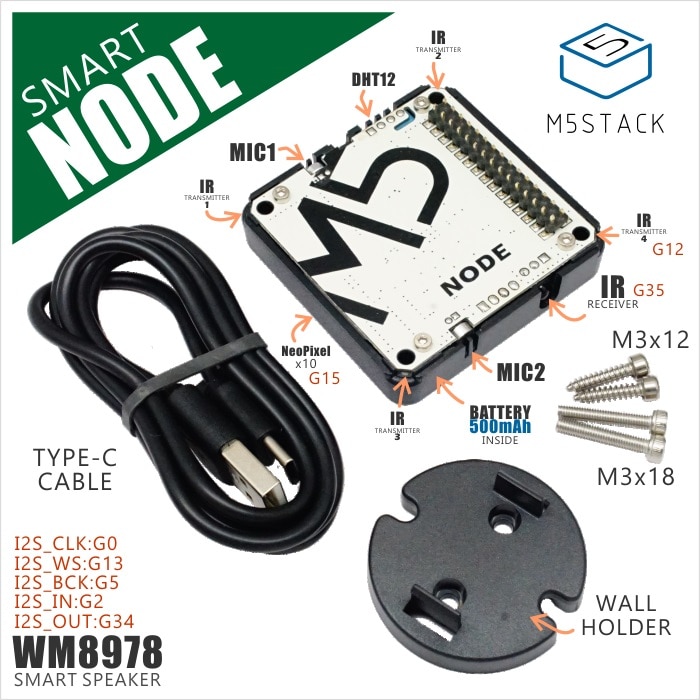 SMART
NODE
5
M5STACK
IR
TRANSMITTER
2
DHT12
MIC1
IR
TRANSMITTER
1
M5
NODE
IR
TRANSMITTER
4
G12
IR
RECEIVER
G35
NeoPixel
x10
G15
MIC2
IR
TRANSMITTER
3
BATTERY
500mAh
INSIDE
M3x12
M3x18
TYPE-C
CABLE
I2S_CLK:G0
I2S_WS:G13
I2S_BCK:G5
I2S_IN:G2
I2S_OUT:G34
WM8978
SMART SPEAKER
WALL
HOLDER